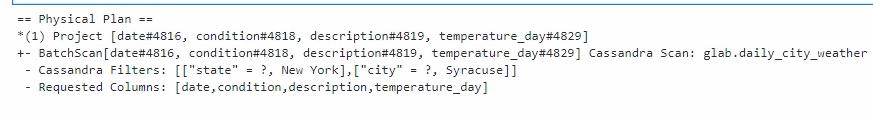 == Physical Plan ==
*(1) Project [date#4816, condition#4818, description#4819, temperature_day#4829]
+- BatchScan[date#4816, condition#4818, description#4819, temperature_day#4829] Cassandra Scan: glab.daily_city_weather
- Cassandra Filters: [["state" = ?, New York],["city" = ?, Syracuse]]
- Requested Columns: [date,condition,description,temperature_day]